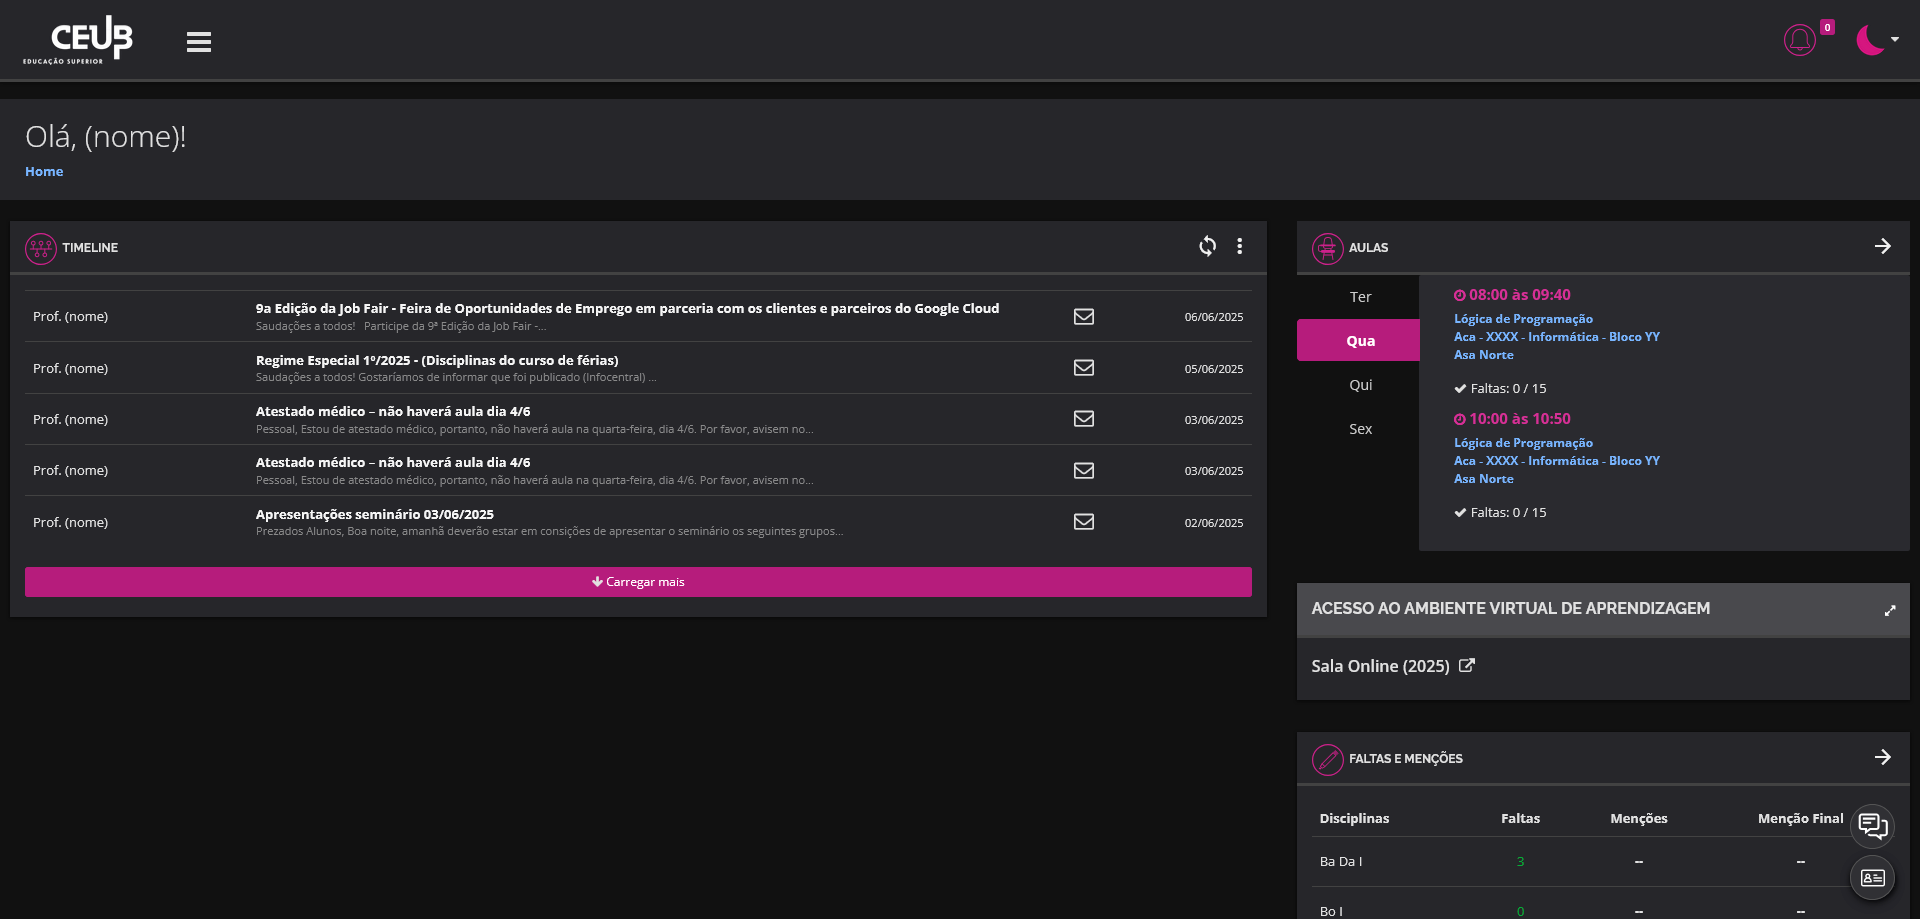 CEUB
EDUCAÇÃO SUPERIOR
0
Olá, (nome)!
Home
TIMELINE
Prof. (nome)
9a Edição da Job Fair - Feira de Oportunidades de Emprego em parceria com os clientes e parceiros do Google Cloud
Saudações a todos!   Participe da 9ª Edição da Job Fair -...
06/06/2025
Prof. (nome)
Regime Especial 1º/2025 - (Disciplinas do curso de férias)
Saudações a todos! Gostaríamos de informar que foi publicado (Infocentral) ...
05/06/2025
Prof. (nome)
Atestado médico – não haverá aula dia 4/6
Pessoal, Estou de atestado médico, portanto, não haverá aula na quarta-feira, dia 4/6. Por favor, avisem no...
03/06/2025
Prof. (nome)
Atestado médico – não haverá aula dia 4/6
Pessoal, Estou de atestado médico, portanto, não haverá aula na quarta-feira, dia 4/6. Por favor, avisem no...
03/06/2025
Prof. (nome)
Apresentações seminário 03/06/2025
Prezados Alunos, Boa noite, amanhã deverão estar em consições de apresentar o seminário os seguintes grupos...
02/06/2025
Carregar mais
AULAS
Ter
Qua
Qui
Sex
08:00 às 09:40
Lógica de Programação
Aca - XXXX - Informática - Bloco YY
Asa Norte
Faltas: 0 / 15
10:00 às 10:50
Lógica de Programação
Aca - XXXX - Informática - Bloco YY
Asa Norte
Faltas: 0 / 15
ACESSO AO AMBIENTE VIRTUAL DE APRENDIZAGEM
Sala Online (2025)
FALTAS E MENÇÕES
Disciplinas Faltas Menções Menção Final
Ba Da I 3 -- --
Bo I 0 -- --